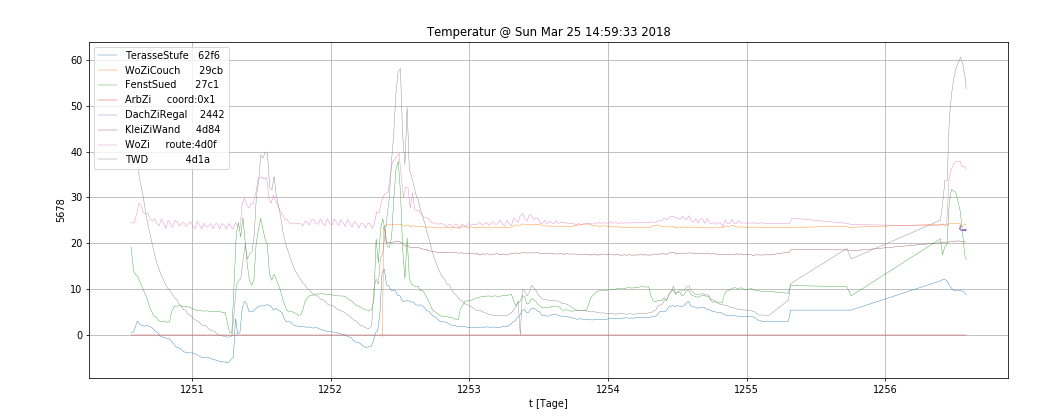 Temperatur @ Sun Mar 25 14:59:33 2018
TerasseStufe 62f6
WoZiCouch 29cb
FenstSued 27c1
ArbZi coord:0x1
DachZiRegal 2442
KleiZiWand 4d84
WoZi route:4d0f
TWD 4d1a
60
50
40
30
20
10
0
5678
1251 1252 1253 1254 1255 1256
t [Tage]